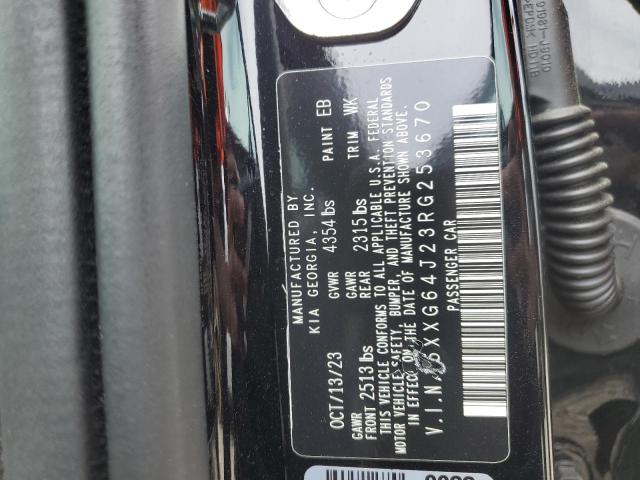 MANUFACTURED BY
KIA GEORGIA, INC.
OCT/13/23 GVWR 4354 lbs PAINT EB
GAWR FRONT 2513 lbs GAWR REAR 2315 lbs TRIM WK
THIS VEHICLE CONFORMS TO ALL APPLICABLE U.S.A. FEDERAL
MOTOR VEHICLE SAFETY, BUMPER, AND THEFT PREVENTION STANDARDS
IN EFFECT ON THE DATE OF MANUFACTURE SHOWN ABOVE.
V.I.N XXG64J23RG253670
PASSENGER CAR